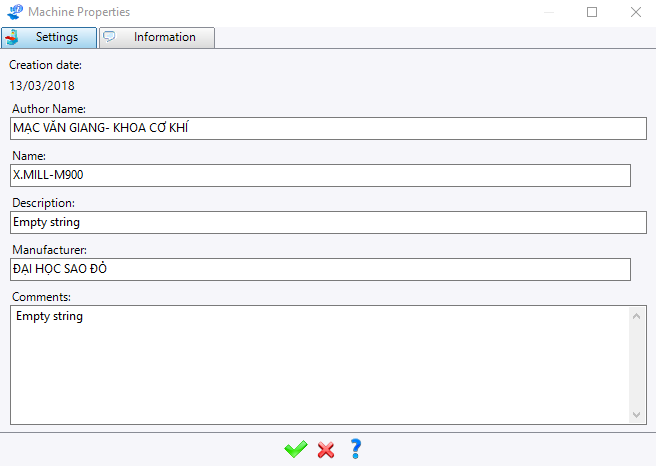 Machine Properties
Settings
Information
Creation date:
13/03/2018
Author Name:
MẠC VĂN GIANG- KHOA CƠ KHÍ
Name:
X.MILL-M900
Description:
Empty string
Manufacturer:
ĐẠI HỌC SAO ĐỎ
Comments:
Empty string